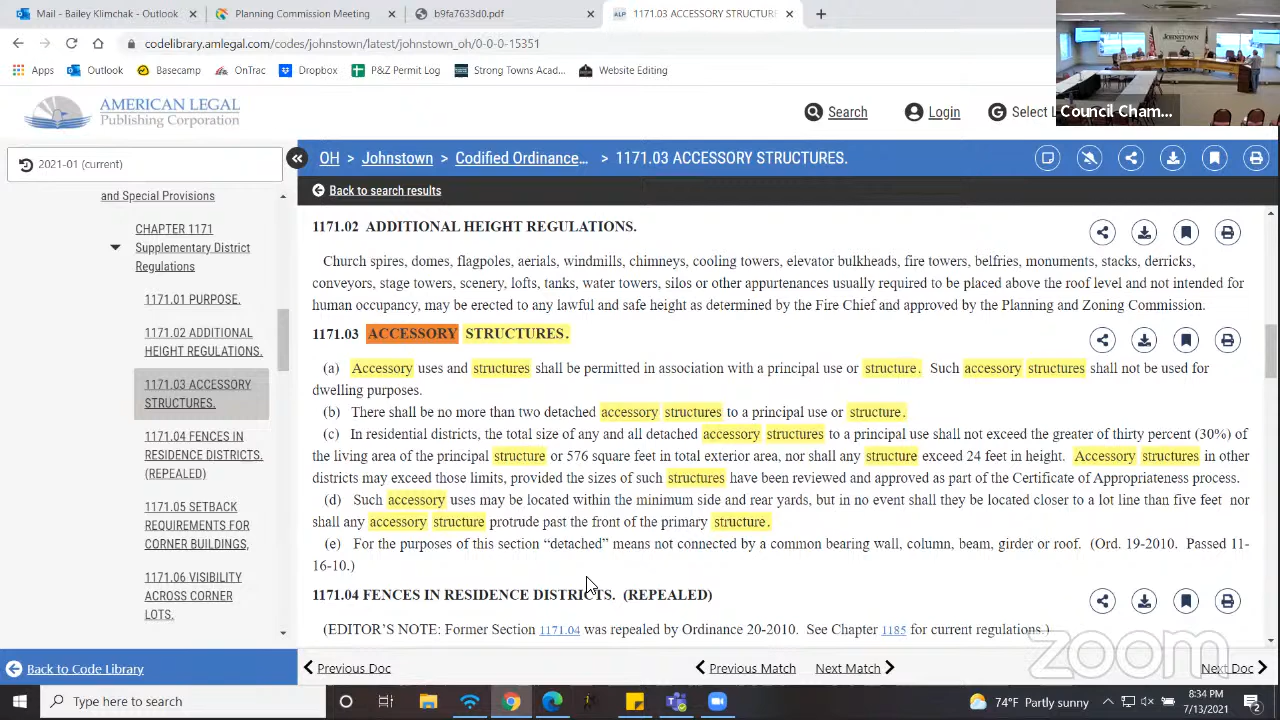 Mail - Bailey Kimchak - Outlook
Planning Commission Meetings
b9fa7633d0.pdf
ALP
1171.03 ACCESSORY STRUCTURE
codelibrary.amlegal.com/codes/johnstown/latest/johnstown_oh/0-0-0-15351
Apps
Outlook
Basecamp
OnTrac
Dropbox
P&Z Permit Log
Strong Towns Acad...
Website Editing
JOHNSTOWN
Council Cham...
AMERICAN LEGAL
Publishing Corporation
Search
Login
Select L
2021-01 (current)
OH > Johnstown > Codified Ordinance... > 1171.03 ACCESSORY STRUCTURES.
Back to search results
and Special Provisions
CHAPTER 1171
Supplementary District
Regulations
1171.01 PURPOSE.
1171.02 ADDITIONAL
HEIGHT REGULATIONS.
1171.03 ACCESSORY
STRUCTURES.
1171.04 FENCES IN
RESIDENCE DISTRICTS.
(REPEALED)
1171.05 SETBACK
REQUIREMENTS FOR
CORNER BUILDINGS,
1171.06 VISIBILITY
ACROSS CORNER
LOTS.
Back to Code Library
1171.02 ADDITIONAL HEIGHT REGULATIONS.
Church spires, domes, flagpoles, aerials, windmills, chimneys, cooling towers, elevator bulkheads, fire towers, belfries, monuments, stacks, derricks,
conveyors, stage towers, scenery, lofts, tanks, water towers, silos or other appurtenances usually required to be placed above the roof level and not intended for
human occupancy, may be erected to any lawful and safe height as determined by the Fire Chief and approved by the Planning and Zoning Commission.
1171.03 ACCESSORY STRUCTURES.
(a) Accessory uses and structures shall be permitted in association with a principal use or structure. Such accessory structures shall not be used for
dwelling purposes.
(b) There shall be no more than two detached accessory structures to a principal use or structure.
(c) In residential districts, the total size of any and all detached accessory structures to a principal use shall not exceed the greater of thirty percent (30%) of
the living area of the principal structure or 576 square feet in total exterior area, nor shall any structure exceed 24 feet in height. Accessory structures in other
districts may exceed those limits, provided the sizes of such structures have been reviewed and approved as part of the Certificate of Appropriateness process.
(d) Such accessory uses may be located within the minimum side and rear yards, but in no event shall they be located closer to a lot line than five feet nor
shall any accessory structure protrude past the front of the primary structure.
(e) For the purposes of this section “detached” means not connected by a common bearing wall, column, beam, girder or roof. (Ord. 19-2010. Passed 11-
16-10.)
1171.04 FENCES IN RESIDENCE DISTRICTS. (REPEALED)
(EDITOR'S NOTE: Former Section 1171.04 was repealed by Ordinance 20-2010. See Chapter 1185 for current regulations.)
zoom
Previous Doc
Previous Match
Next Match
Next Doc
Type here to search
74°F Partly sunny
8:34 PM
7/13/2021
2